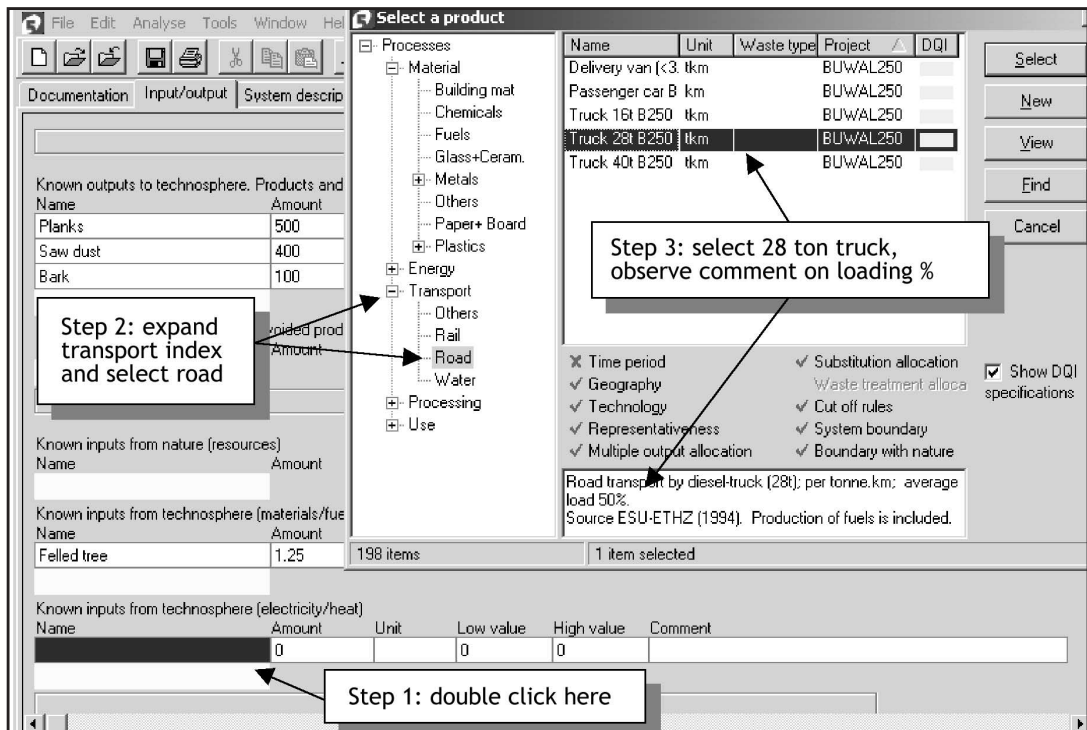 File Edit Analyse Tools Window Hel
Select a product
Documentation Input/output System descrip
Known outputs to technosphere. Products and
Name Amount
Planks 500
Saw dust 400
Bark 100
voided prod
Amount
Known inputs from nature (resources)
Name Amount
Known inputs from technosphere (materials/fue
Name Amount
Felled tree 1.25
Known inputs from technosphere (electricity/heat)
Name Amount Unit Low value High value Comment
0 0 0
Step 1: double click here
Step 2: expand
transport index
and select road
Processes
Material
Building mat
Chemicals
Fuels
Glass+Ceram.
Metals
Others
Paper+ Board
Plastics
Energy
Transport
Others
Rail
Road
Water
Processing
Use
Name Unit Waste type Project DQI
Delivery van (<3. tkm BUWAL250
Passenger car B km BUWAL250
Truck 16t B250 tkm BUWAL250
Truck 28t B250 tkm BUWAL250
Truck 40t B250 tkm BUWAL250
Step 3: select 28 ton truck,
observe comment on loading %
Time period
Geography
Technology
Representativeness
Multiple output allocation
Substitution allocation
Waste treatment alloca
Cut off rules
System boundary
Boundary with nature
Road transport by diesel-truck (28t); per tonne.km; average
load 50%.
Source ESU-ETHZ (1994). Production of fuels is included.
198 items 1 item selected
Select
New
View
Find
Cancel
Show DQI
specifications